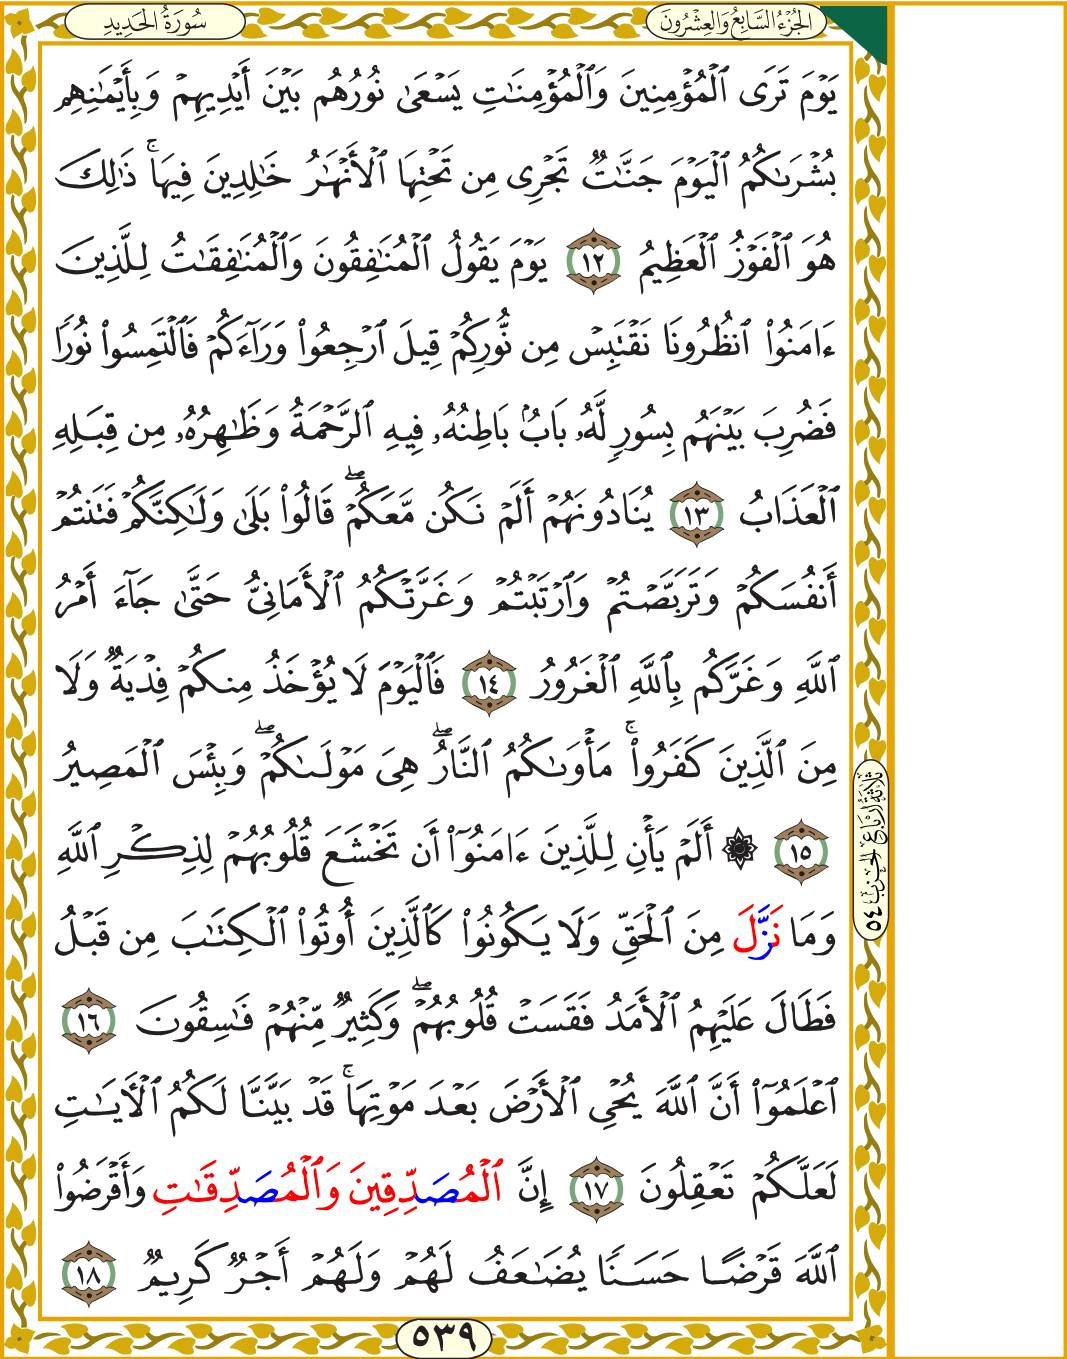 الجُزْءُ السَّابِعُ وَالعِشْرُونَ
سُورَةُ الحَدِيدِ
يَوْمَ تَرَى ٱلْمُؤْمِنِينَ وَٱلْمُؤْمِنَٰتِ يَسْعَىٰ نُورُهُم بَيْنَ أَيْدِيهِمْ وَبِأَيْمَٰنِهِم
بُشْرَىٰكُمُ ٱلْيَوْمَ جَنَّٰتٌ تَجْرِى مِن تَحْتِهَا ٱلْأَنْهَٰرُ خَٰلِدِينَ فِيهَا ۚ ذَٰلِكَ
هُوَ ٱلْفَوْزُ ٱلْعَظِيمُ ١٢ يَوْمَ يَقُولُ ٱلْمُنَٰفِقُونَ وَٱلْمُنَٰفِقَٰتُ لِلَّذِينَ
ءَامَنُوا۟ ٱنظُرُونَا نَقْتَبِسْ مِن نُّورِكُمْ قِيلَ ٱرْجِعُوا۟ وَرَآءَكُمْ فَٱلْتَمِسُوا۟ نُورًا
فَضُرِبَ بَيْنَهُم بِسُورٍ لَّهُۥ بَابٌۢ بَاطِنُهُۥ فِيهِ ٱلرَّحْمَةُ وَظَٰهِرُهُۥ مِن قِبَلِهِ
ٱلْعَذَابُ ١٣ يُنَادُونَهُمْ أَلَمْ نَكُن مَّعَكُمْ ۖ قَالُوا۟ بَلَىٰ وَلَٰكِنَّكُمْ فَتَنتُمْ
أَنفُسَكُمْ وَتَرَبَّصْتُمْ وَٱرْتَبْتُمْ وَغَرَّتْكُمُ ٱلْأَمَانِىُّ حَتَّىٰ جَآءَ أَمْرُ
ٱللَّهِ وَغَرَّكُم بِٱللَّهِ ٱلْغَرُورُ ١٤ فَٱلْيَوْمَ لَا يُؤْخَذُ مِنكُمْ فِدْيَةٌ وَلَا
مِنَ ٱلَّذِينَ كَفَرُوا۟ ۚ مَأْوَىٰكُمُ ٱلنَّارُ ۖ هِىَ مَوْلَىٰكُمْ ۖ وَبِئْسَ ٱلْمَصِيرُ
١٥ ۞ أَلَمْ يَأْنِ لِلَّذِينَ ءَامَنُوٓا۟ أَن تَخْشَعَ قُلُوبُهُمْ لِذِكْرِ ٱللَّهِ
وَمَا نَزَّلَ مِنَ ٱلْحَقِّ وَلَا يَكُونُوا۟ كَٱلَّذِينَ أُوتُوا۟ ٱلْكِتَٰبَ مِن قَبْلُ
فَطَالَ عَلَيْهِمُ ٱلْأَمَدُ فَقَسَتْ قُلُوبُهُمْ ۖ وَكَثِيرٌ مِّنْهُمْ فَٰسِقُونَ ١٦
ٱعْلَمُوٓا۟ أَنَّ ٱللَّهَ يُحْىِ ٱلْأَرْضَ بَعْدَ مَوْتِهَا ۚ قَدْ بَيَّنَّا لَكُمُ ٱلْءَايَٰتِ
لَعَلَّكُمْ تَعْقِلُونَ ١٧ إِنَّ ٱلْمُصَدِّقِينَ وَٱلْمُصَدِّقَٰتِ وَأَقْرَضُوا۟
ٱللَّهَ قَرْضًا حَسَنًا يُضَٰعَفُ لَهُمْ وَلَهُمْ أَجْرٌ كَرِيمٌ ١٨
ثلاثة أرباع الحزب ٥٤
٥٣٩